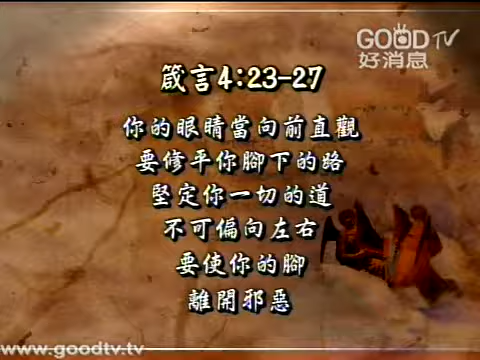 GOOD TV
好消息
箴言4:23-27
你的眼睛當向前直觀
要修平你腳下的路
堅定你一切的道
不可偏向左右
要使你的腳
離開邪惡
www.goodtv.tv